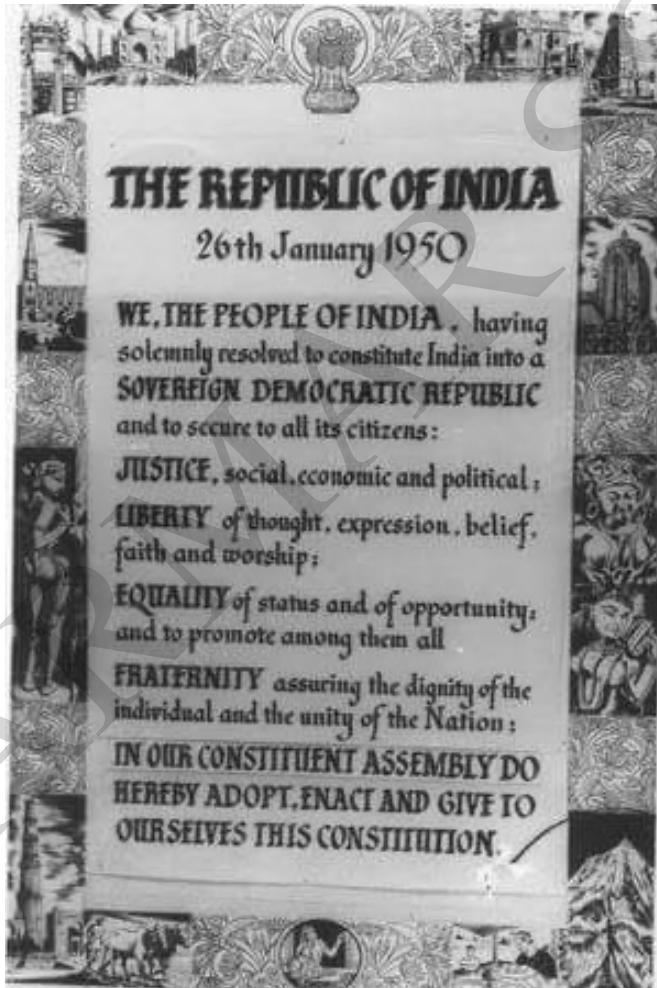 THE REPUBLIC OF INDIA
26th January 1950
WE, THE PEOPLE OF INDIA, having
solemnly resolved to constitute India into a
SOVEREIGN DEMOCRATIC REPUBLIC
and to secure to all its citizens:
JUSTICE, social, economic and political;
LIBERTY of thought, expression, belief,
faith and worship;
EQUALITY of status and of opportunity;
and to promote among them all
FRATERNITY assuring the dignity of the
individual and the unity of the Nation;
IN OUR CONSTITUENT ASSEMBLY DO
HEREBY ADOPT, ENACT AND GIVE TO
OURSELVES THIS CONSTITUTION.